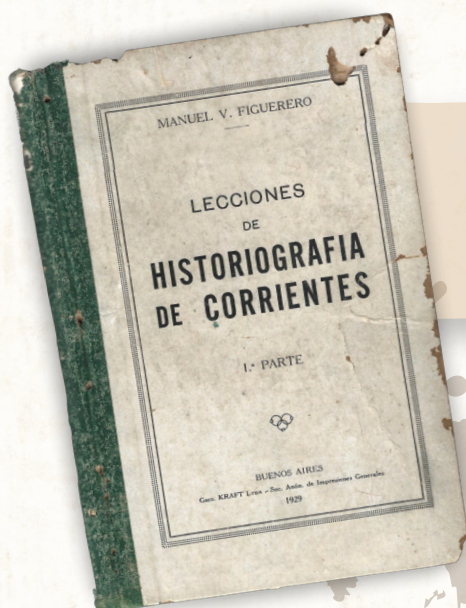 MANUEL V. FIGUERERO
LECCIONES
DE
HISTORIOGRAFIA
DE CORRIENTES
1.ª PARTE
BUENOS AIRES
Guill. KRAFT Ltda - Soc. Anón. de Impresiones Generales
1929